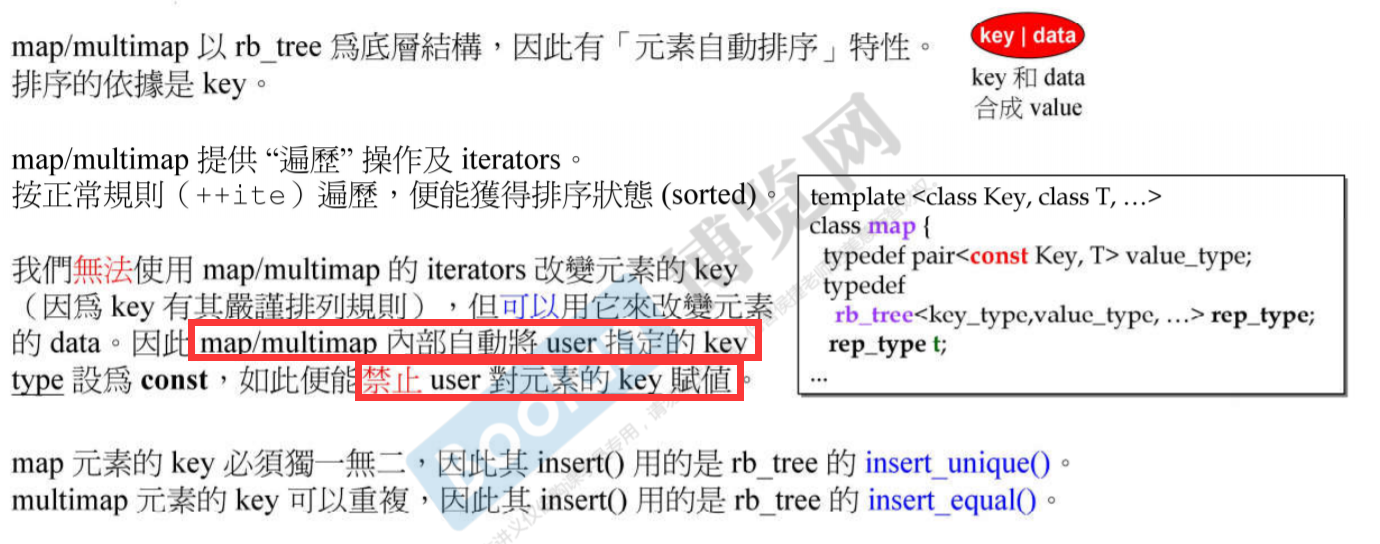 map/multimap 以 rb_tree 爲底層結構，因此有「元素自動排序」特性。
排序的依據是 key。
key | data
key 和 data
合成 value
map/multimap 提供 “遍歷” 操作及 iterators。
按正常規則（++ite）遍歷，便能獲得排序狀態 (sorted)。
我們無法使用 map/multimap 的 iterators 改變元素的 key
（因爲 key 有其嚴謹排列規則），但可以用它來改變元素
的 data。因此 map/multimap 內部自動將 user 指定的 key
type 設爲 const，如此便能禁止 user 對元素的 key 賦值。
template <class Key, class T, …>
class map {
typedef pair<const Key, T> value_type;
typedef
rb_tree<key_type,value_type, …> rep_type;
rep_type t;
...
map 元素的 key 必須獨一無二，因此其 insert() 用的是 rb_tree 的 insert_unique()。
multimap 元素的 key 可以重複，因此其 insert() 用的是 rb_tree 的 insert_equal()。
博览网